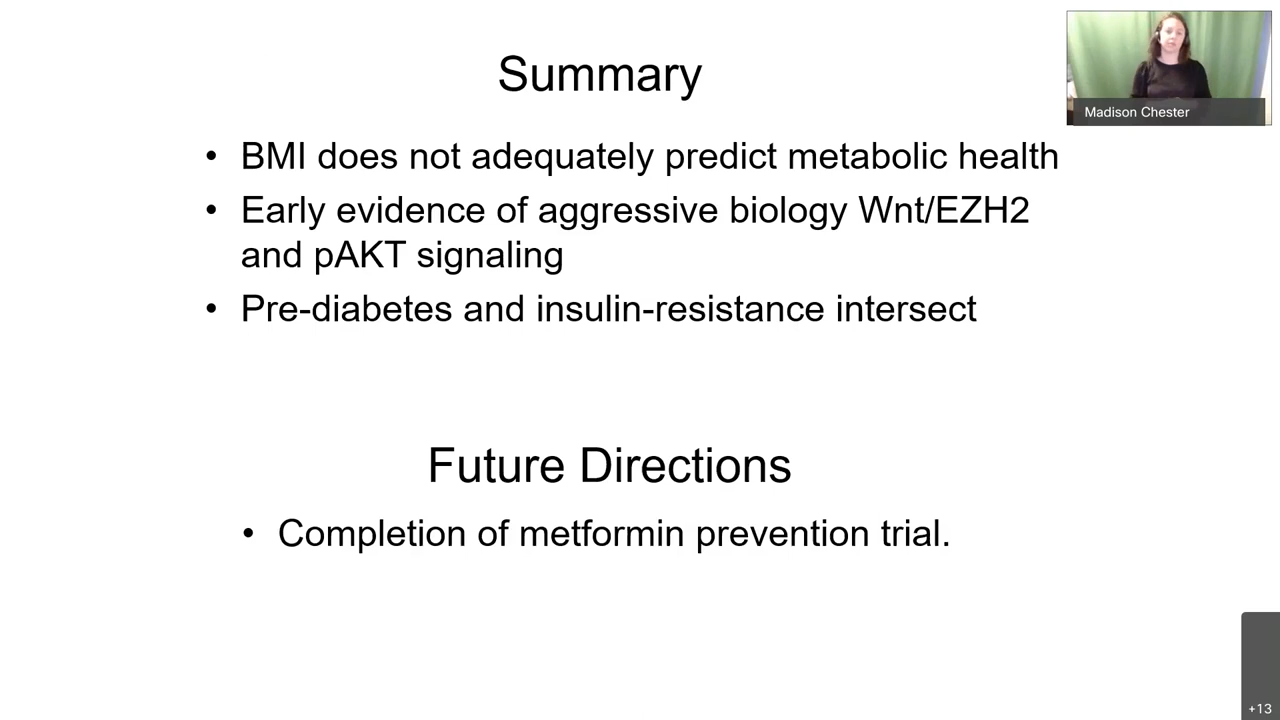 Summary
Madison Chester
• BMI does not adequately predict metabolic health
• Early evidence of aggressive biology Wnt/EZH2
and pAKT signaling
• Pre-diabetes and insulin-resistance intersect
Future Directions
• Completion of metformin prevention trial.
+13